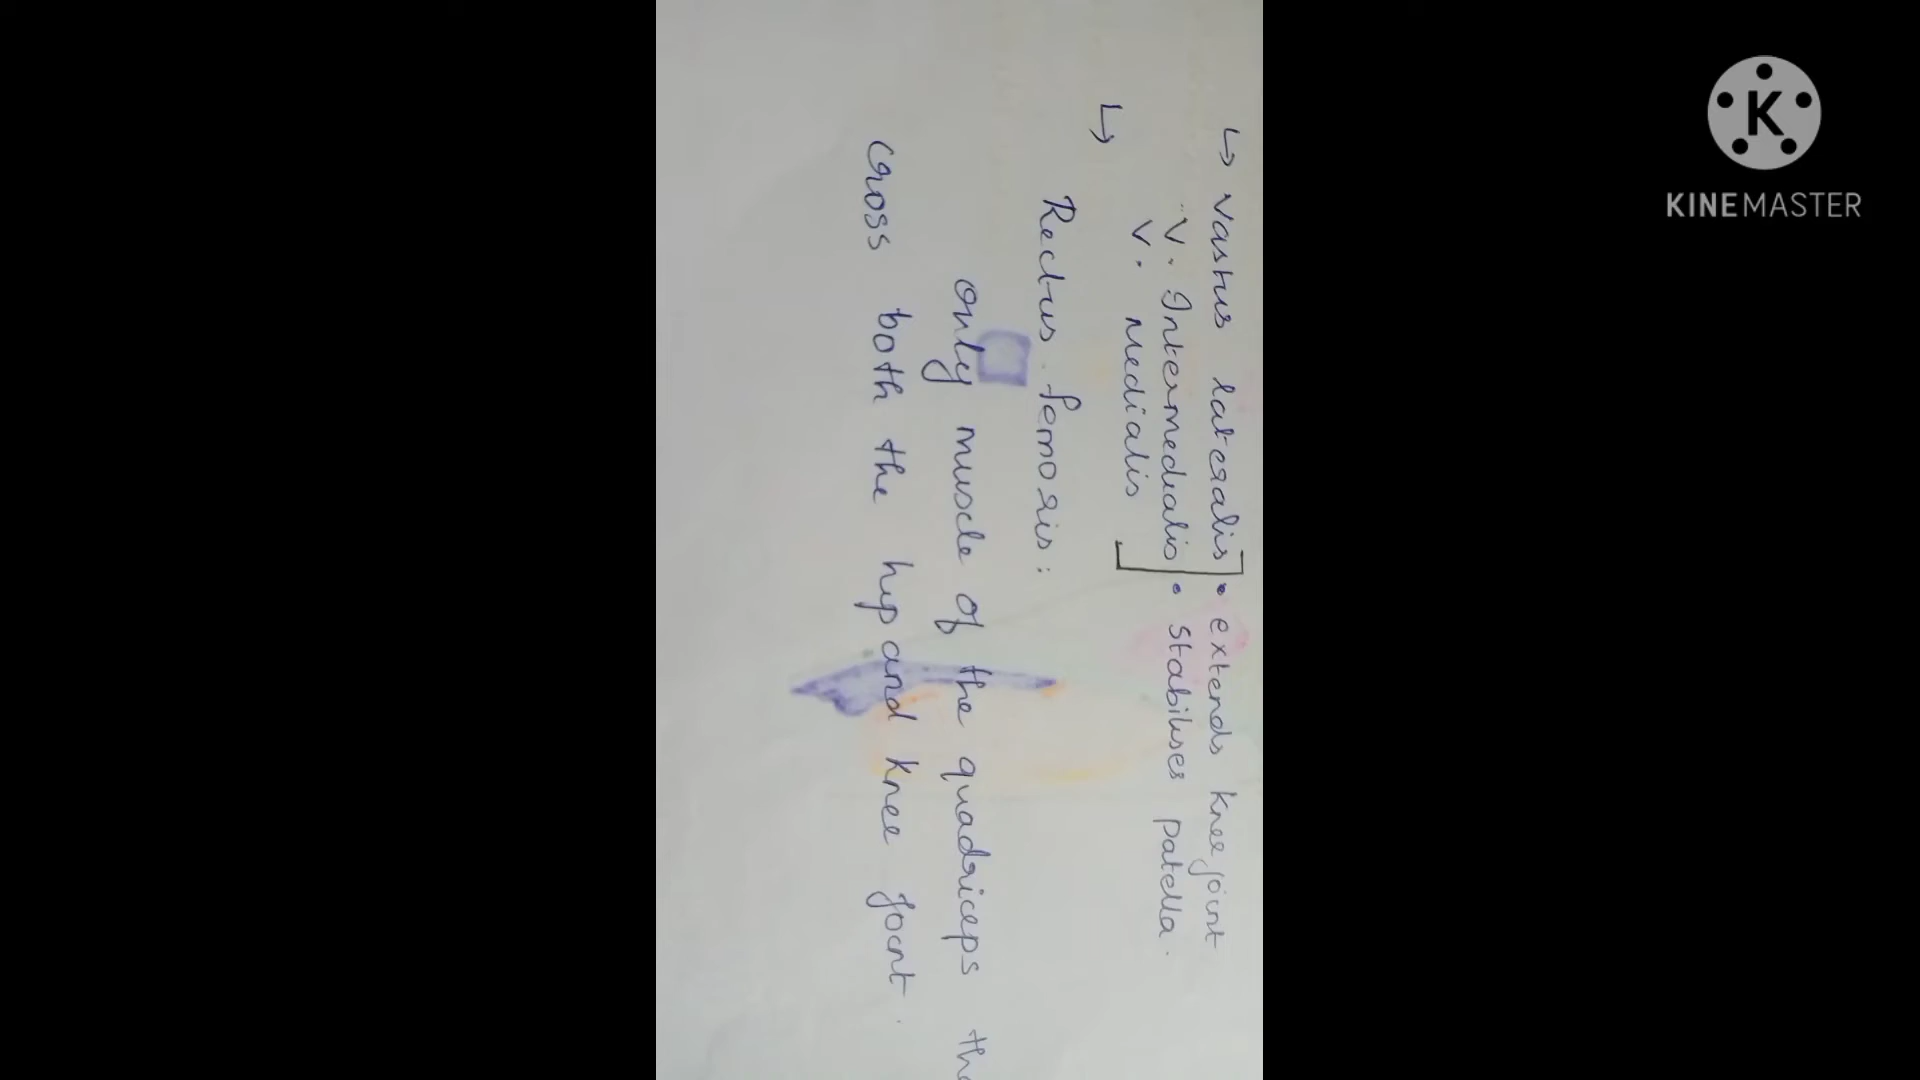 ↳ Vastus lateralis] • extends knee joint
V. Intermedialis • Stabilises patella.
V. Medialis
↳
Rectus femoris:
only muscle of the quadriceps the
cross both the hip and knee joint.
KINEMASTER